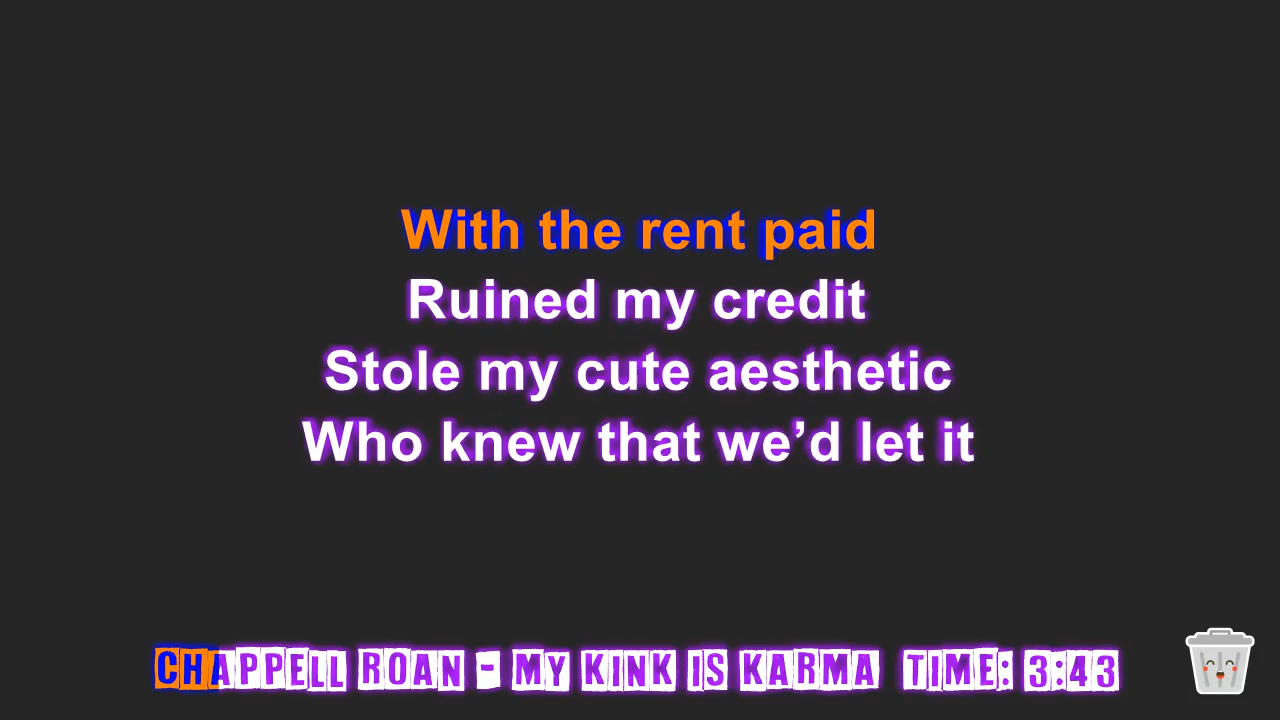 With the rent paid
Ruined my credit
Stole my cute aesthetic
Who knew that we’d let it
CHAPPELL ROAN - MY KINK IS KARMA TIME: 3:43